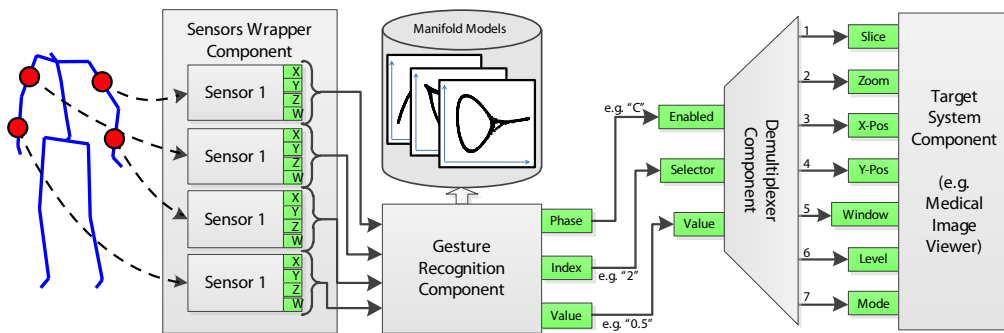 Sensors Wrapper
Component
Sensor 1
X
Y
Z
W
Sensor 1
X
Y
Z
W
Sensor 1
X
Y
Z
W
Sensor 1
X
Y
Z
W
Manifold Models
Gesture
Recognition
Component
Phase
Index
Value
e.g. “C”
e.g. “2”
e.g. “0.5”
Enabled
Selector
Value
Demultiplexer
Component
1
2
3
4
5
6
7
Slice
Zoom
X-Pos
Y-Pos
Window
Level
Mode
Target
System
Component
(e.g.
Medical
Image
Viewer)